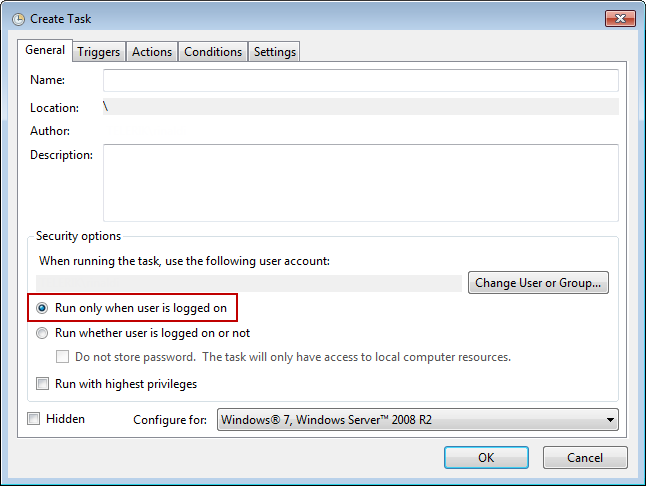 Create Task
General Triggers Actions Conditions Settings
Name:
Location: \
Author:
Description:
Security options
When running the task, use the following user account:
Change User or Group...
Run only when user is logged on
Run whether user is logged on or not
Do not store password. The task will only have access to local computer resources.
Run with highest privileges
Hidden Configure for: Windows® 7, Windows Server™ 2008 R2
OK Cancel